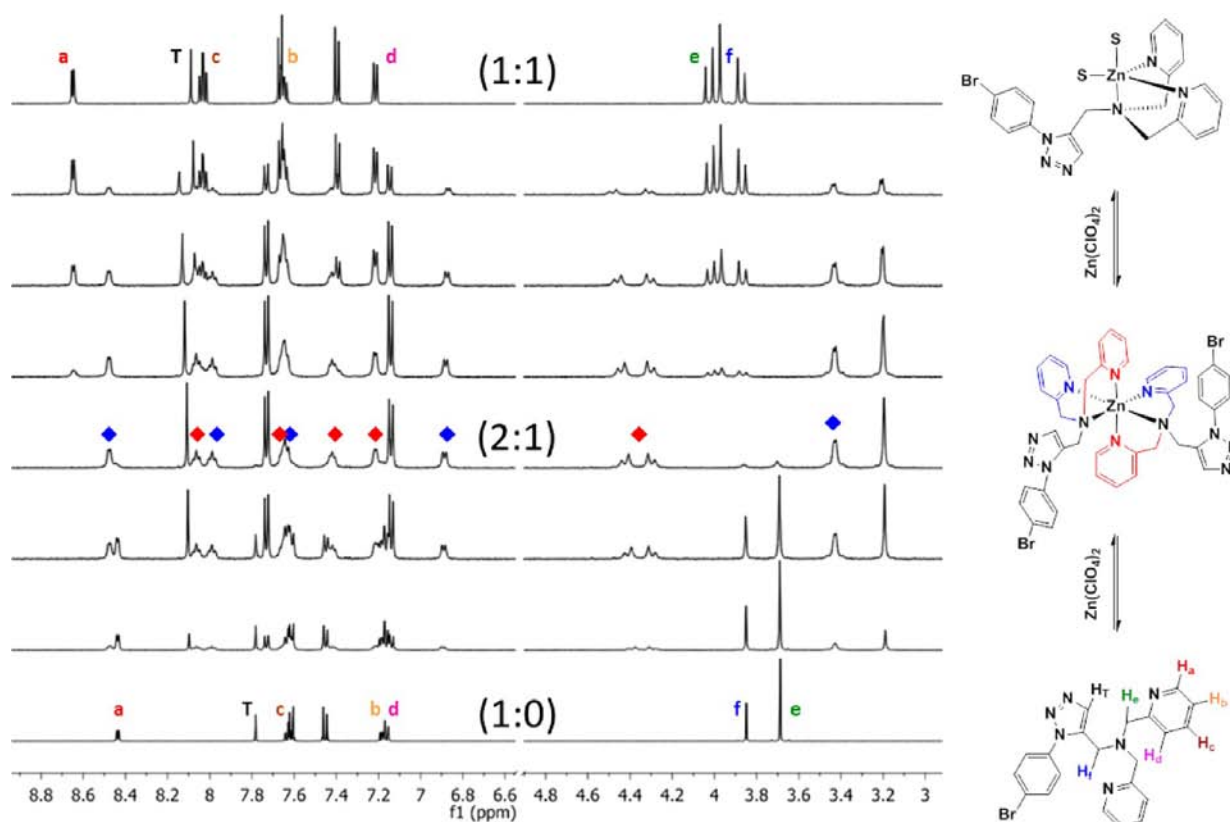 a T c b d (1:1) e f
(2:1)
a T c b d (1:0) f e
8.8 8.6 8.4 8.2 8 7.8 7.6 7.4 7.2 7 6.8 6.6 4.8 4.6 4.4 4.2 4 3.8 3.6 3.4 3.2 3
f1 (ppm)
S
S Zn N
N
Br
N
N
N N
Zn(ClO4)2
Br
N N
N Zn N
N N
N N
N N
N N
Br
Zn(ClO4)2
HT He Ha
N N
N N Hb
N Hc
Hf Hd
Br
N